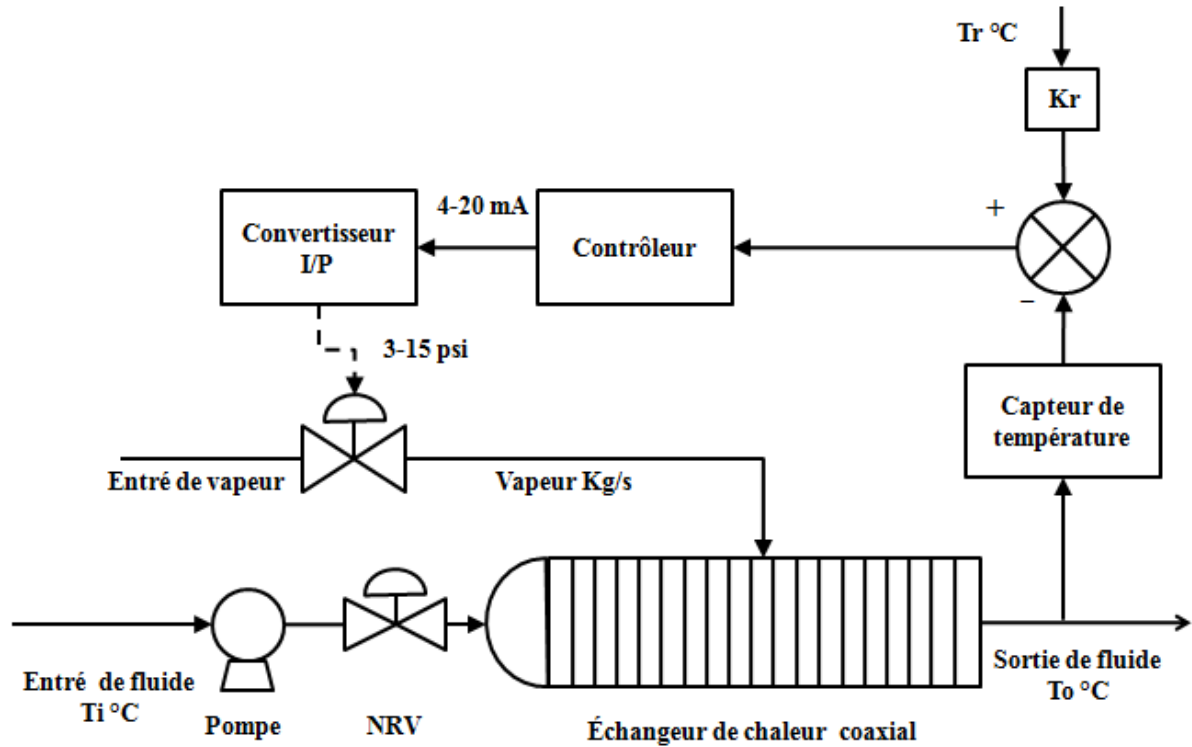 Tr °C
Kr
4-20 mA
+
Convertisseur
I/P
Contrôleur
−
3-15 psi
Capteur de
température
Entré de vapeur
Vapeur Kg/s
Entré de fluide
Ti °C
Pompe
NRV
Échangeur de chaleur coaxial
Sortie de fluide
To °C